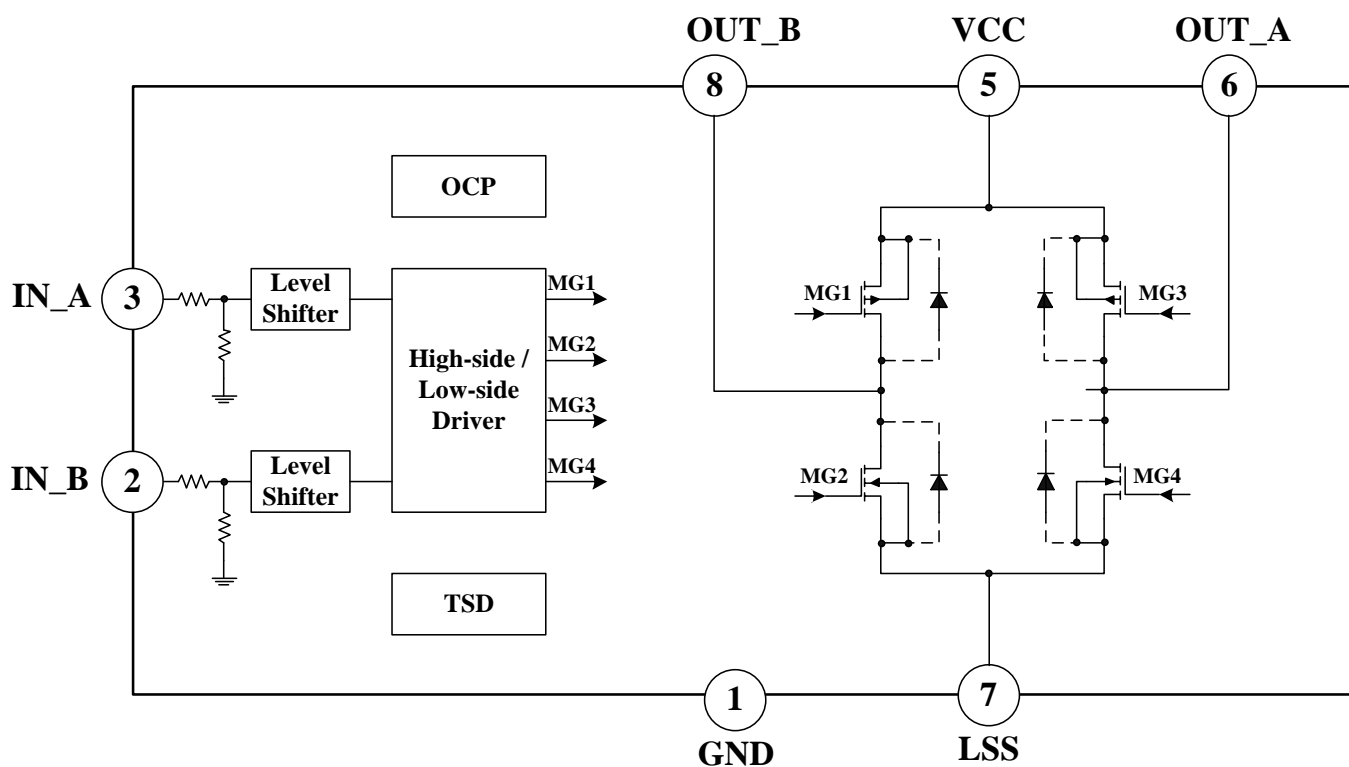 OUT_B
VCC
OUT_A
8
5
6
OCP
IN_A
3
Level
Shifter
MG1
MG1
MG3
MG2
High-side /
Low-side
Driver
MG3
IN_B
2
Level
Shifter
MG4
MG2
MG4
TSD
1
7
GND
LSS